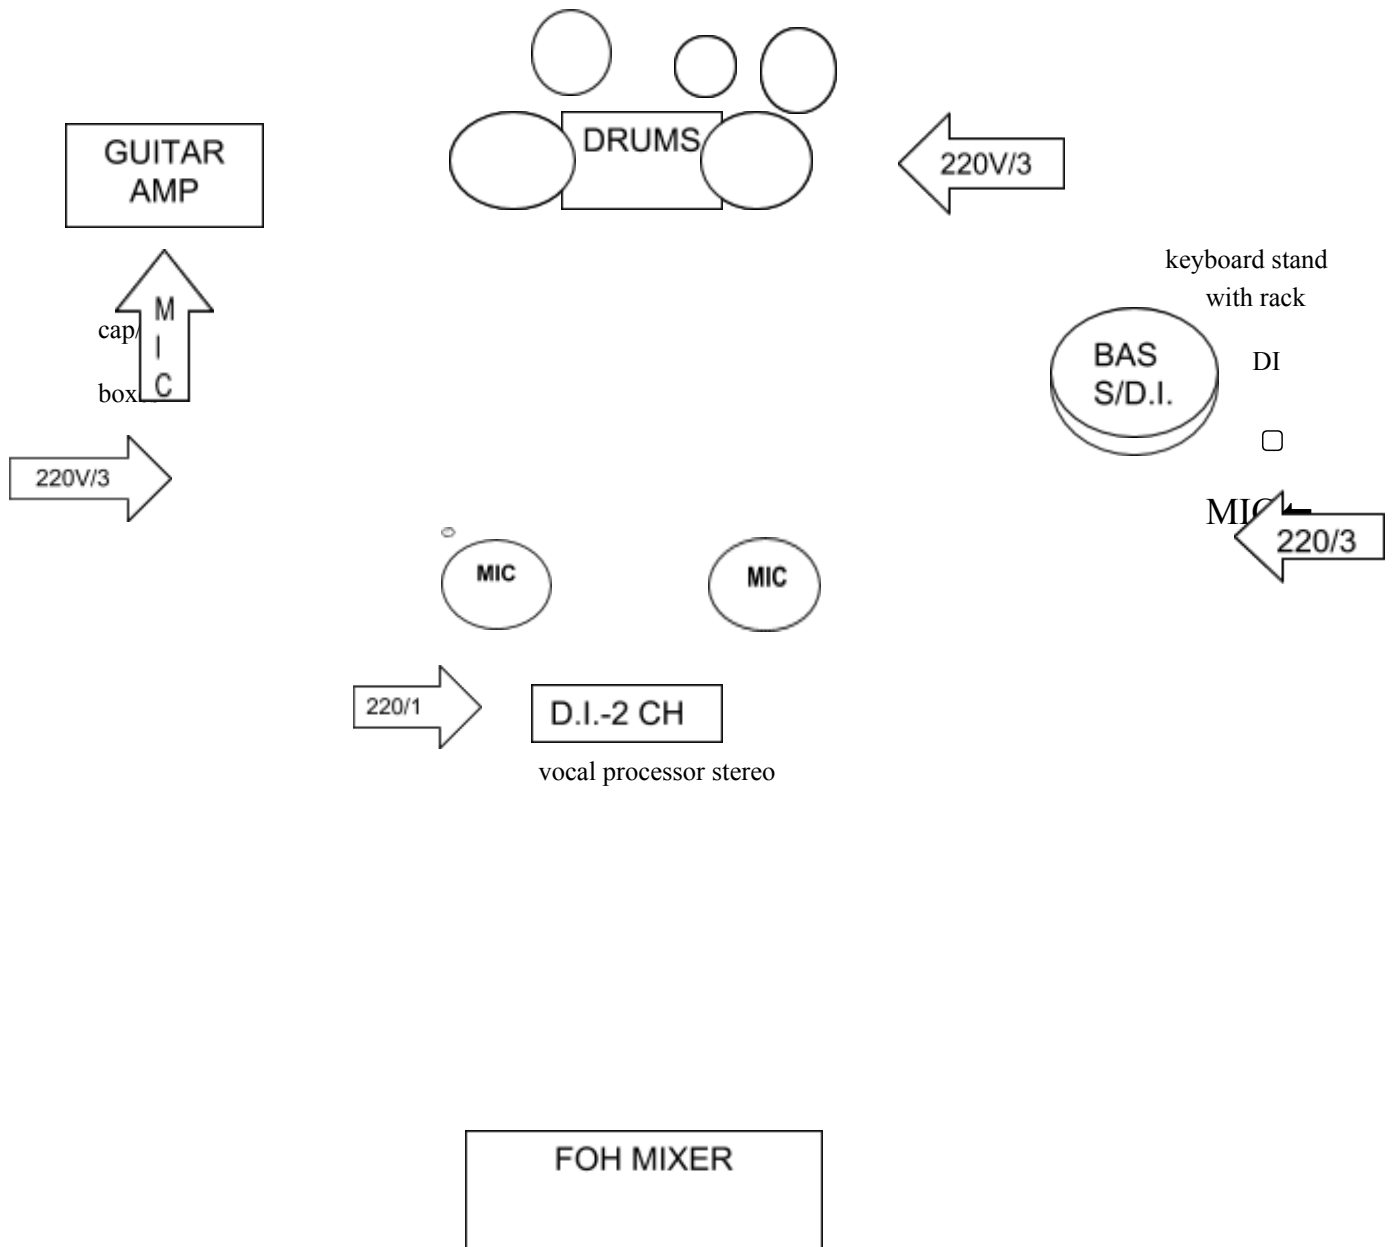 DRUMS
GUITAR
AMP
220V/3
keyboard stand
with rack
M
I
C
cap/
BAS
S/D.I.
DI
box
220V/3
MIC
220/3
MIC
MIC
220/1
D.I.-2 CH
vocal processor stereo
FOH MIXER